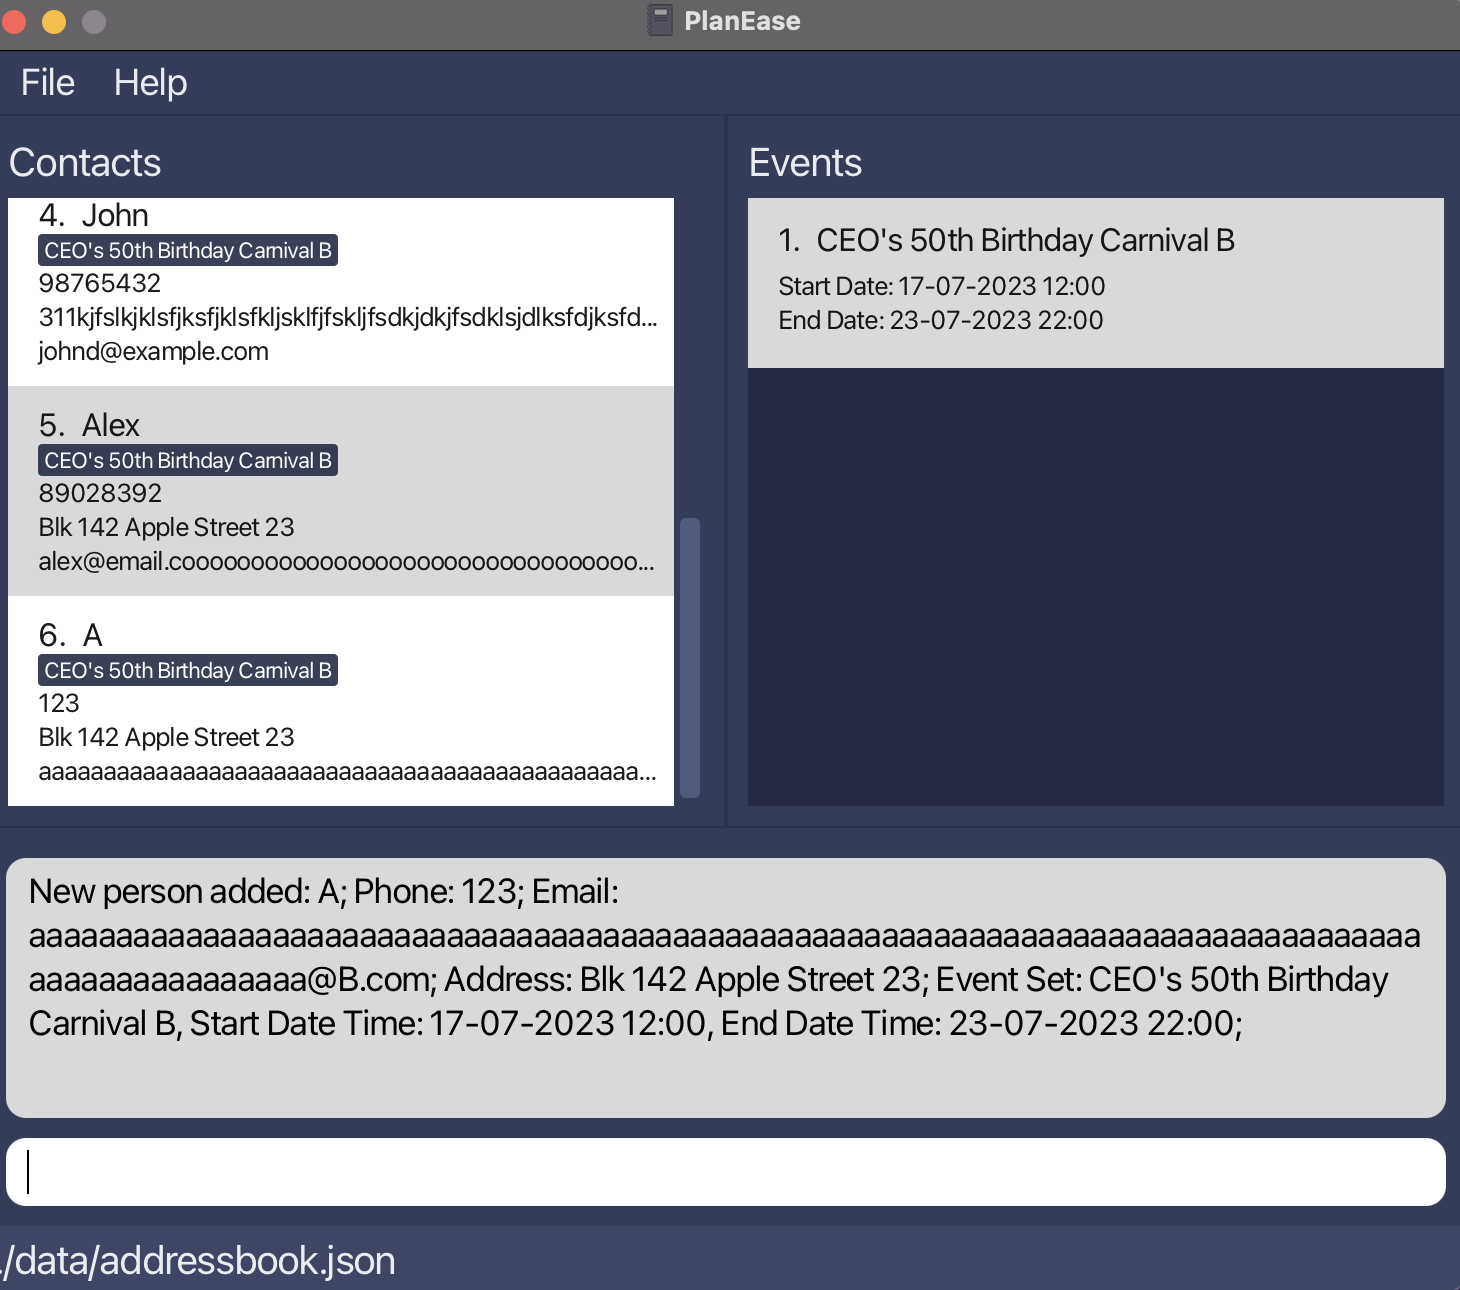 PlanEase
File Help
Contacts
4. John
CEO's 50th Birthday Carnival B
98765432
311kjfslkjklsfjksfjklsfkljsklfjfskljfsdkjdkjfsdklsjdlksfdjksfd...
johnd@example.com
5. Alex
CEO's 50th Birthday Carnival B
89028392
Blk 142 Apple Street 23
alex@email.coooooooooooooooooooooooooooooooooo...
6. A
CEO's 50th Birthday Carnival B
123
Blk 142 Apple Street 23
aaaaaaaaaaaaaaaaaaaaaaaaaaaaaaaaaaaaaaaaaaaaaa...
Events
1. CEO's 50th Birthday Carnival B
Start Date: 17-07-2023 12:00
End Date: 23-07-2023 22:00
New person added: A; Phone: 123; Email:
aaaaaaaaaaaaaaaaaaaaaaaaaaaaaaaaaaaaaaaaaaaaaaaaaaaaaaaaaaaaaaaaaaaaaaaaaaaaaaa
aaaaaaaaaaaaaaaa@B.com; Address: Blk 142 Apple Street 23; Event Set: CEO's 50th Birthday
Carnival B, Start Date Time: 17-07-2023 12:00, End Date Time: 23-07-2023 22:00;
./data/addressbook.json